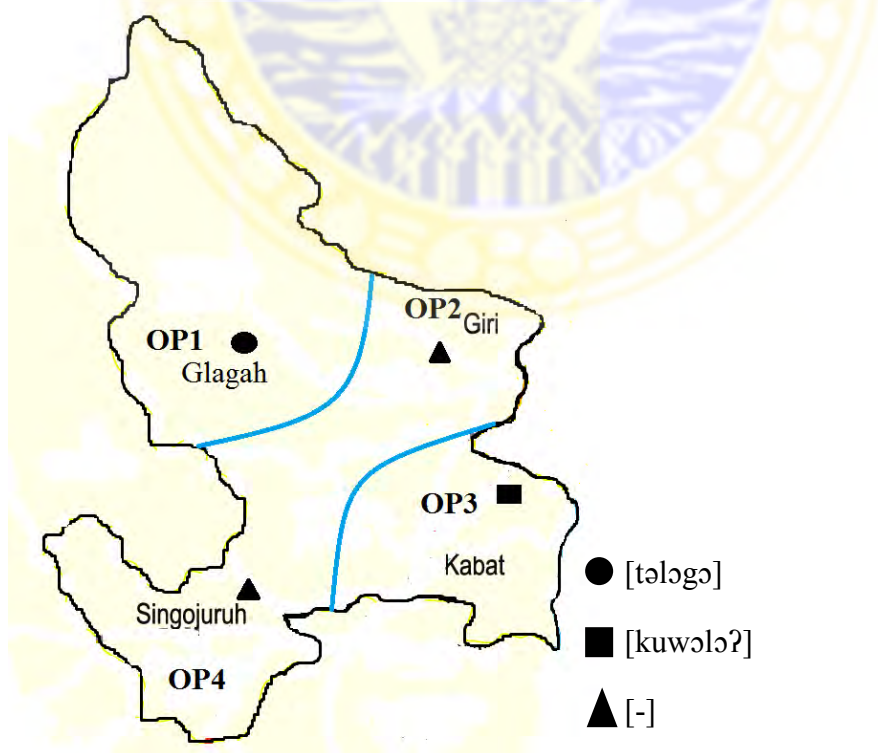 OP2
Giri
OP1
Glagah
OP3
Kabat
Singojuruh
OP4
[tələgɔ]
[kuwɔlɔʔ]
[-]